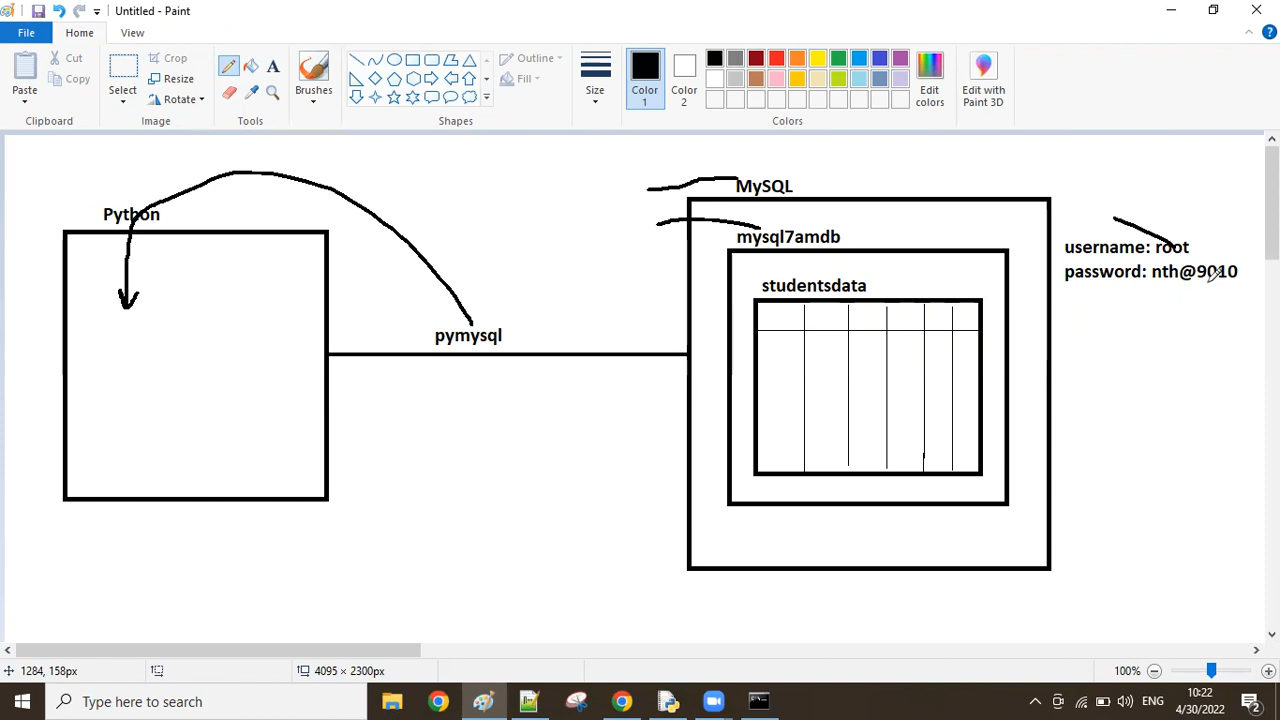 Untitled - Paint
File
Home
View
Paste
Cut
Copy
Clipboard
Select
Crop
Resize
Rotate
Image
Tools
Brushes
Shapes
Outline
Fill
Size
Color 1
Color 2
Edit colors
Colors
Edit with Paint 3D
Python
pymysql
MySQL
mysql7amdb
studentsdata
username: root
password: nth@9010
1284, 158px
4095 × 2300px
100%
Type here to search
ENG
10:22
4/30/2022
2